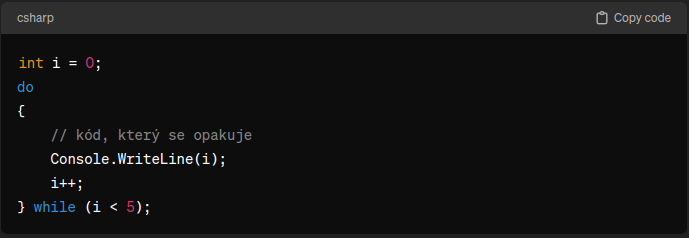 csharp
Copy code
int i = 0;
do
{
    // kód, který se opakuje
    Console.WriteLine(i);
    i++;
} while (i < 5);